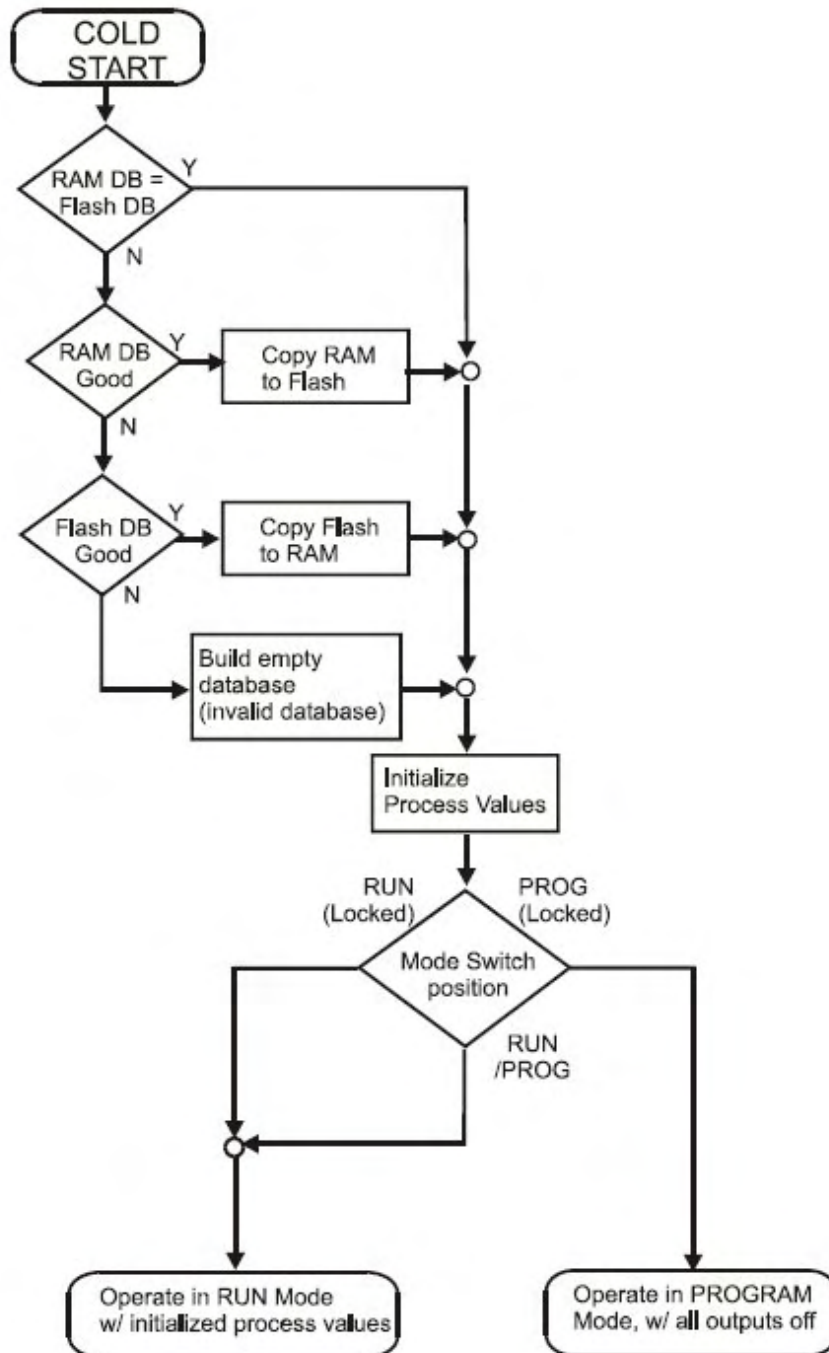 COLD
START
RAM DB =
Flash DB
Y
N
RAM DB
Good
Y
N
Copy RAM
to Flash
Flash DB
Good
Y
N
Copy Flash
to RAM
Build empty
database
(invalid database)
Initialize
Process Values
RUN
(Locked)
PROG
(Locked)
Mode Switch
position
RUN
/PROG
Operate in RUN Mode
w/ initialized process values
Operate in PROGRAM
Mode, w/ all outputs off